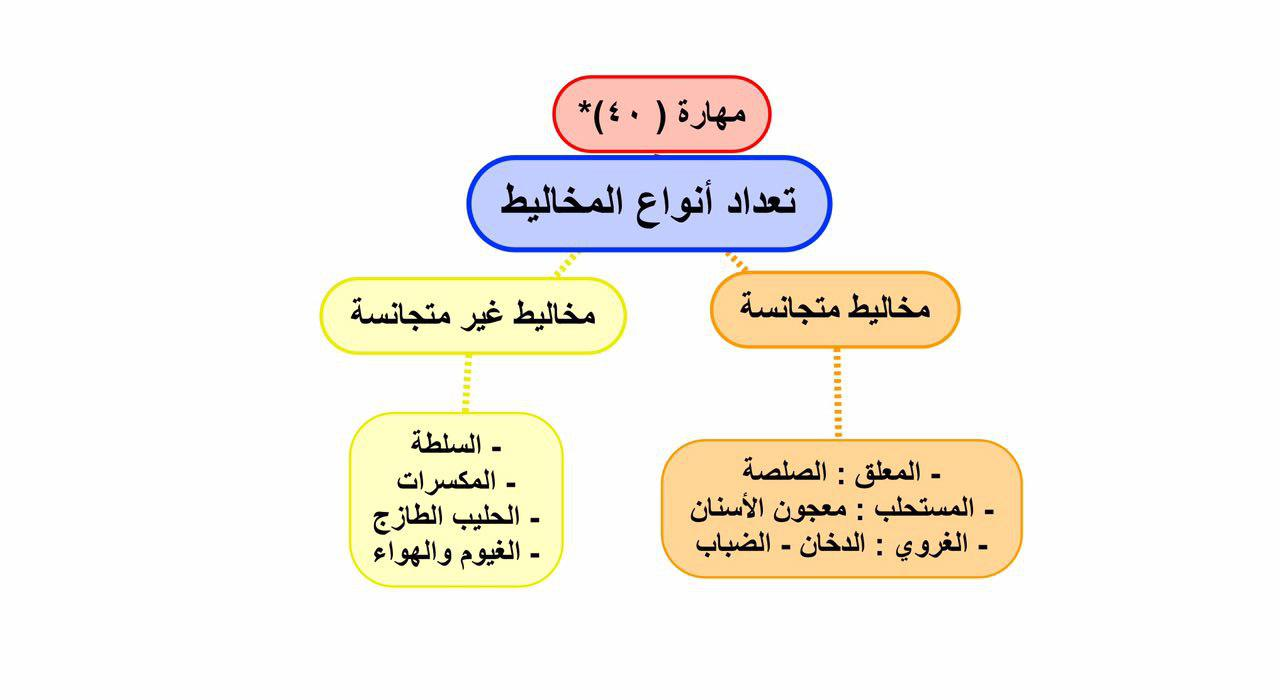 مهارة ( ٤٠)*
تعداد أنواع المخاليط
مخاليط متجانسة
مخاليط غير متجانسة
- المعلق : الصلصة
- المستحلب : معجون الأسنان
- الغروي : الدخان - الضباب
- السلطة
- المكسرات
- الحليب الطازج
- الغيوم والهواء